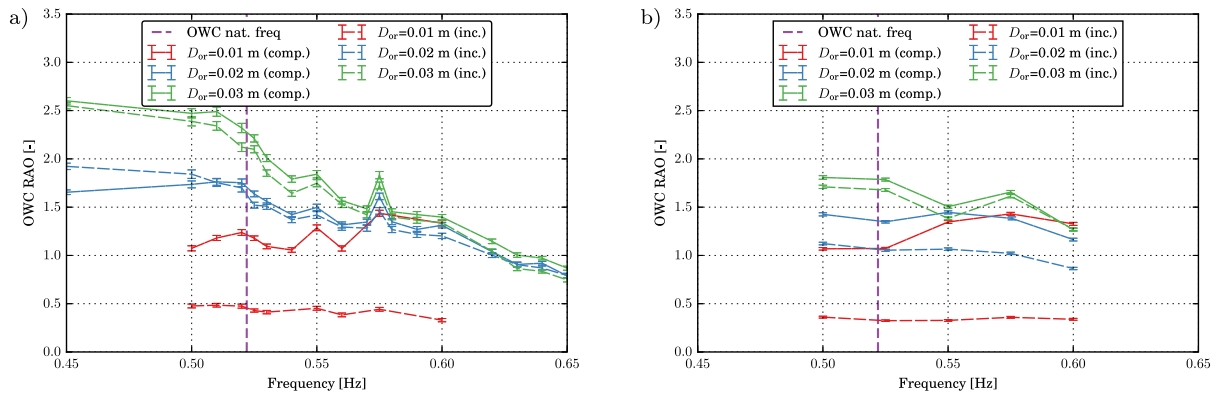 a)
OWC RAO [-]
3.5
3.0
2.5
2.0
1.5
1.0
0.5
0.0
OWC nat. freq
Dor=0.01 m (comp.)
Dor=0.02 m (comp.)
Dor=0.03 m (comp.)
Dor=0.01 m (inc.)
Dor=0.02 m (inc.)
Dor=0.03 m (inc.)
0.45 0.50 0.55 0.60 0.65
Frequency [Hz]
b)
OWC RAO [-]
3.5
3.0
2.5
2.0
1.5
1.0
0.5
0.0
OWC nat. freq
Dor=0.01 m (comp.)
Dor=0.02 m (comp.)
Dor=0.03 m (comp.)
Dor=0.01 m (inc.)
Dor=0.02 m (inc.)
Dor=0.03 m (inc.)
0.45 0.50 0.55 0.60 0.65
Frequency [Hz]